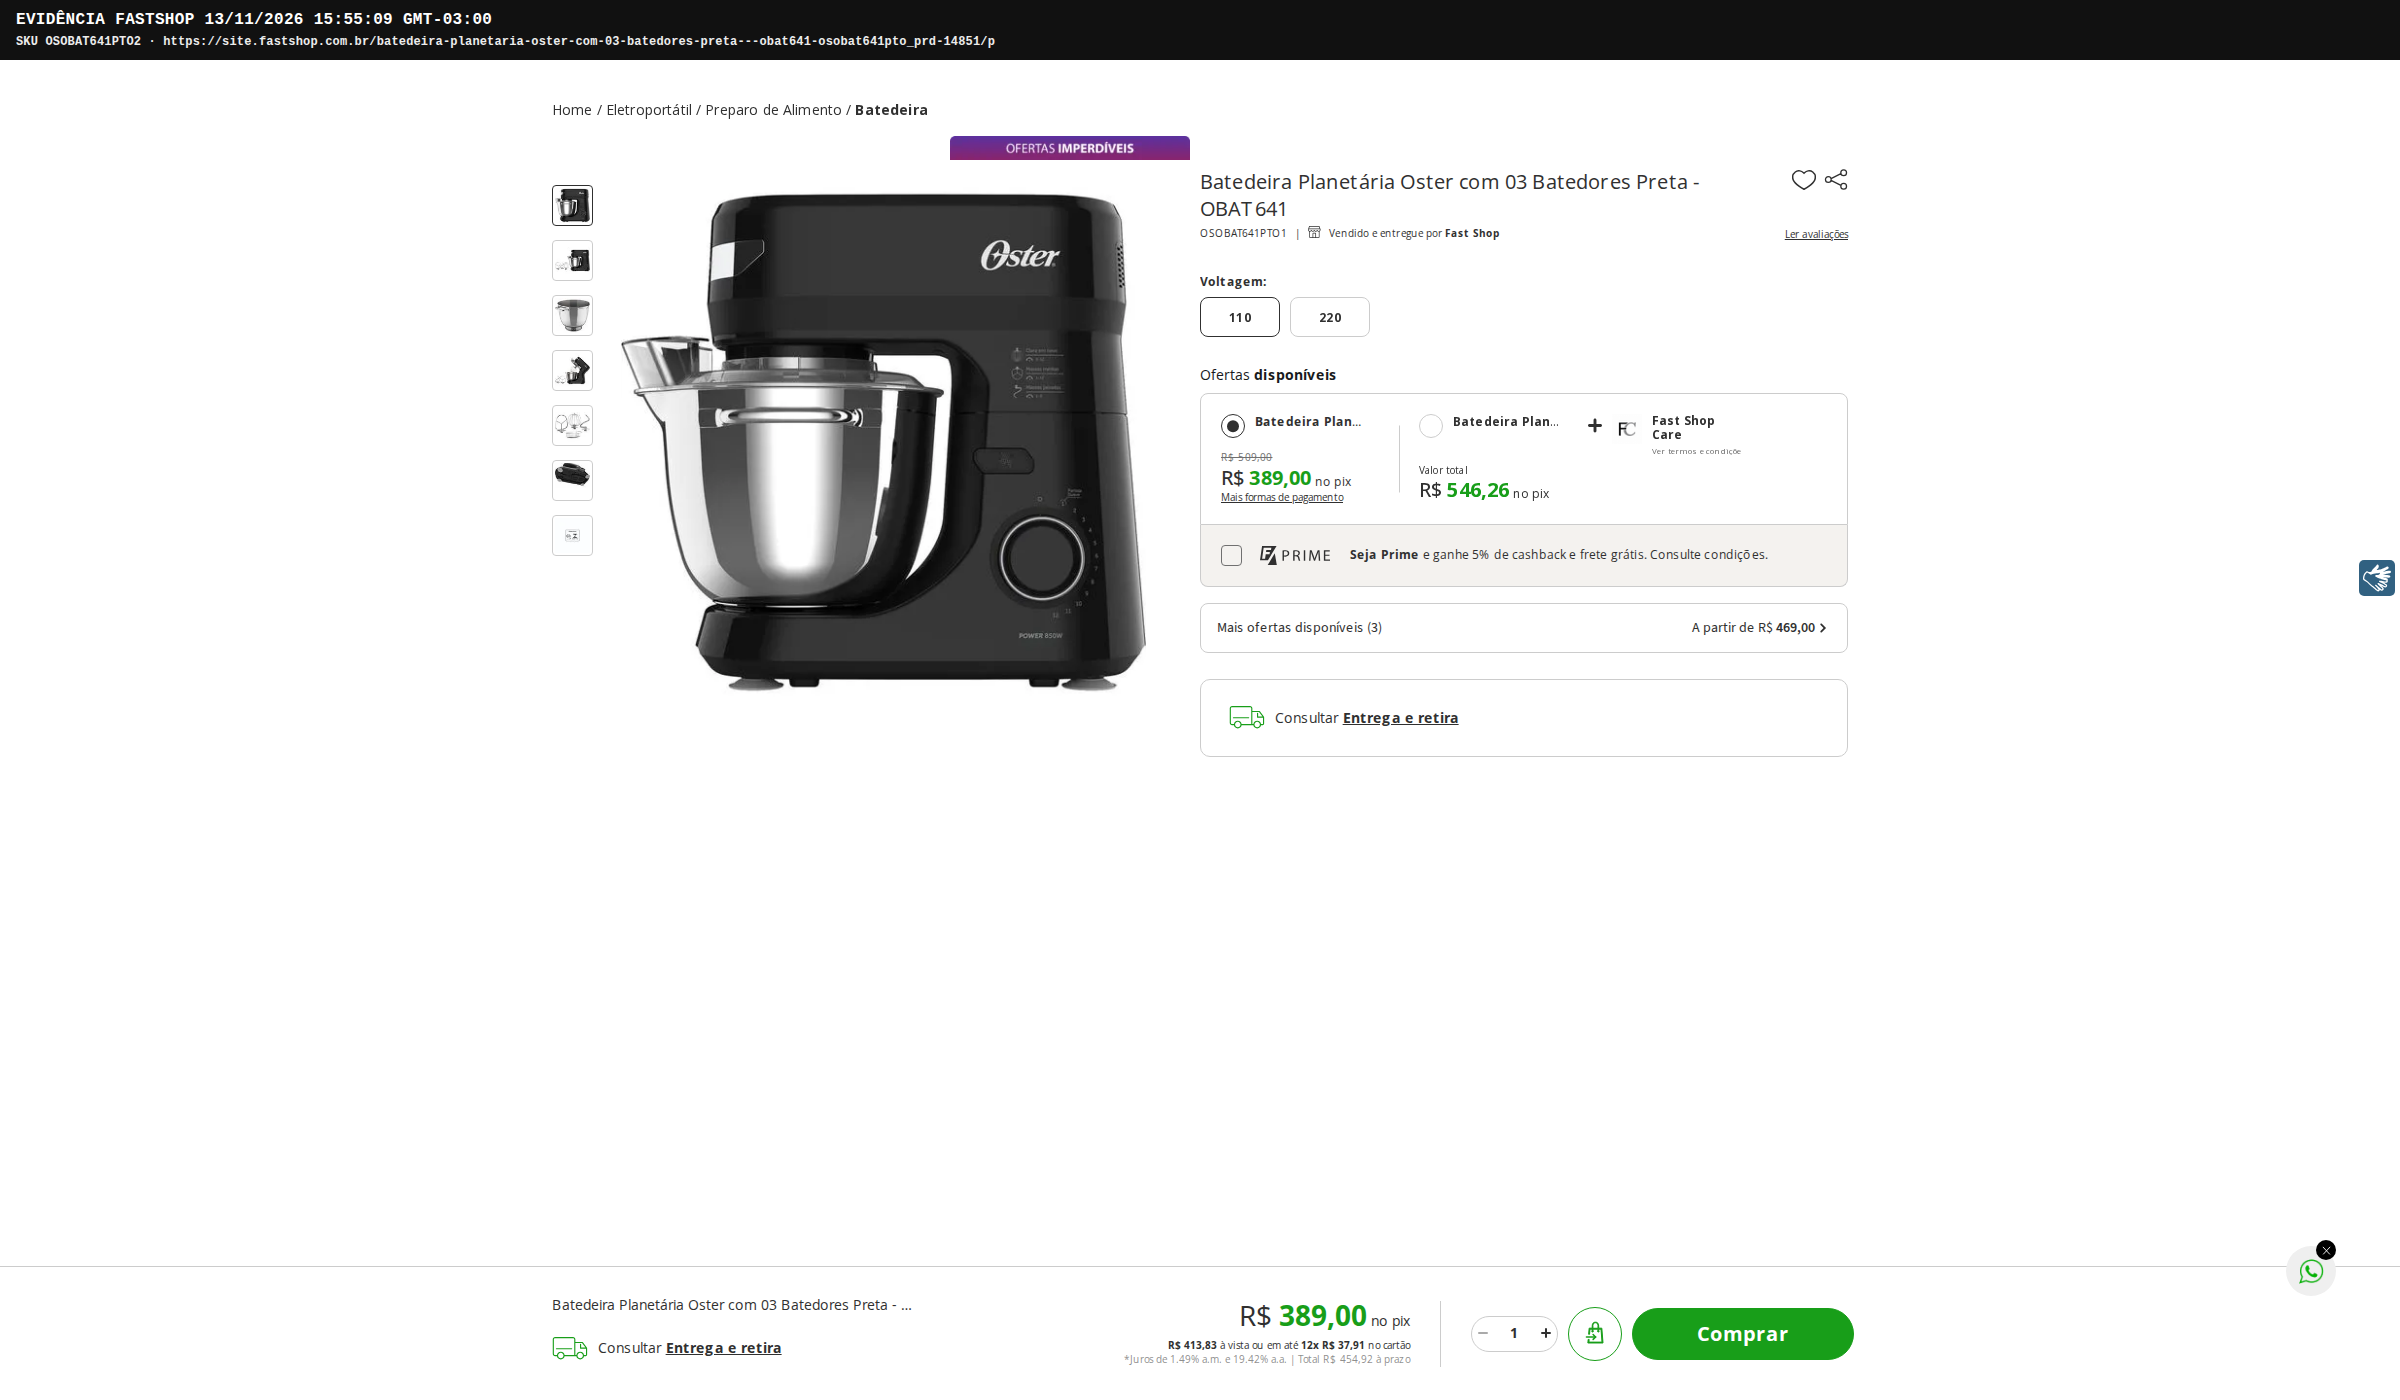 EVIDÊNCIA FASTSHOP 13/11/2026 15:55:09 GMT-03:00
SKU OSOBAT641PTO2 · https://site.fastshop.com.br/batedeira-planetaria-oster-com-03-batedores-preta---obat641-osobat641pto_prd-14851/p
Home / Eletroportátil / Preparo de Alimento / Batedeira
OFERTAS IMPERDÍVEIS
Oster
POWER 850W
Batedeira Planetária Oster com 03 Batedores Preta -
OBAT641
OSOBAT641PTO1 | Vendido e entregue por Fast Shop
Ler avaliações
Voltagem:
110
220
Ofertas disponíveis
Batedeira Plan...
R$ 509,00
R$ 389,00 no pix
Mais formas de pagamento
Batedeira Plan...
+
FC
Fast Shop
Care
Ver termos e condiçõe
Valor total
R$ 546,26 no pix
PRIME
Seja Prime e ganhe 5% de cashback e frete grátis. Consulte condições.
Mais ofertas disponíveis (3)
A partir de R$ 469,00
Consultar Entrega e retira
Batedeira Planetária Oster com 03 Batedores Preta - ...
Consultar Entrega e retira
R$ 389,00 no pix
R$ 413,83 à vista ou em até 12x R$ 37,91 no cartão
*Juros de 1.49% a.m. e 19.42% a.a. | Total R$ 454,92 à prazo
1
Comprar